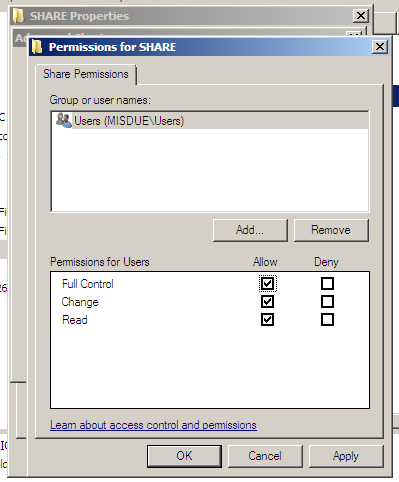 SHARE Properties
Permissions for SHARE
Share Permissions
Group or user names:
Users (MISDUE\Users)
Add... Remove
Permissions for Users Allow Deny
Full Control
Change
Read
Learn about access control and permissions
OK Cancel Apply